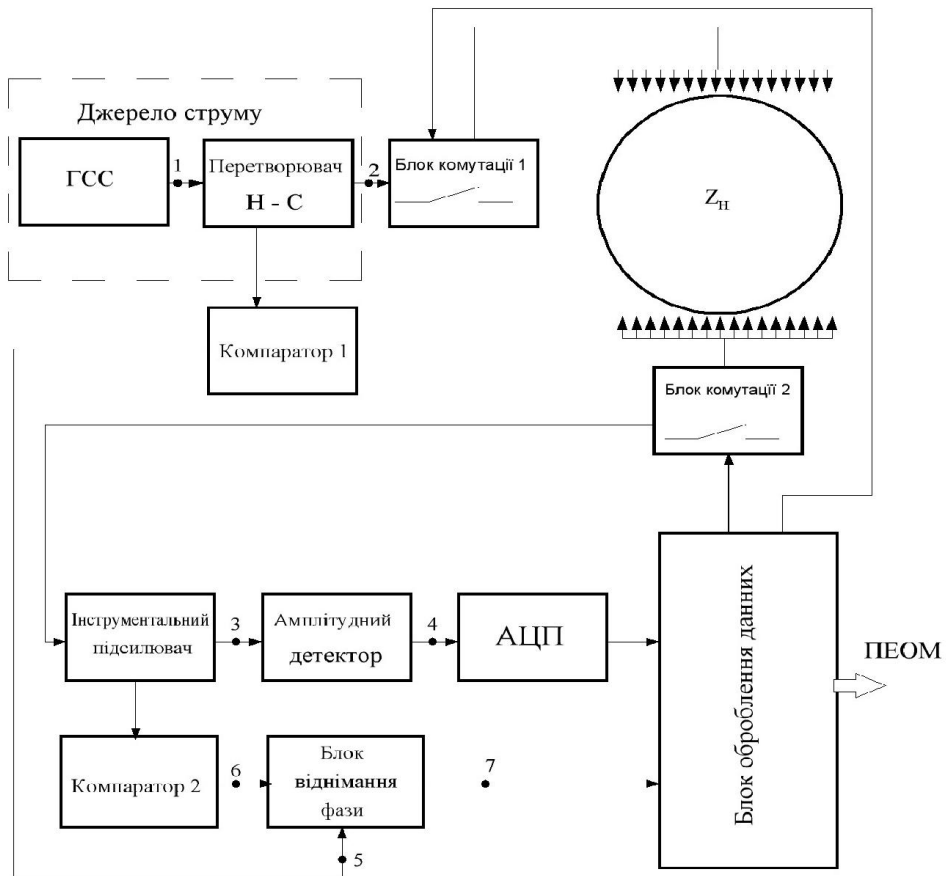 Джерело струму
ГСС
1
Перетворювач
Н - С
2
Блок комутації 1
Zн
Компаратор 1
Блок комутації 2
Інструментальний
підсилювач
3
Амплітудний
детектор
4
АЦП
Блок оброблення данних
ПЕОМ
Компаратор 2
6
Блок
віднімання
фази
7
5